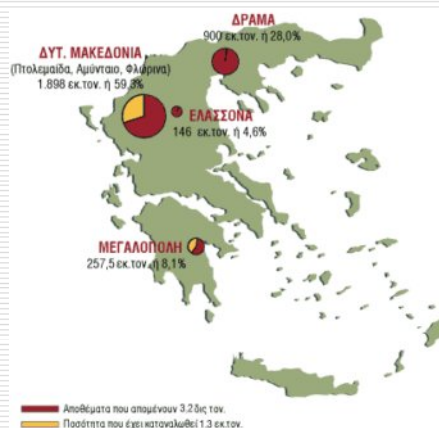 ΔΡΑΜΑ
900 εκ.τον. ή 28,0%
ΔΥΤ. ΜΑΚΕΔΟΝΙΑ
(Πτολεμαίδα, Αμύνταιο, Φλώρινα)
1.898 εκ.τον. ή 59,3%
ΕΛΑΣΣΟΝΑ
146 εκ.τον. ή 4,6%
ΜΕΓΑΛΟΠΟΛΗ
257,5 εκ.τον. ή 8,1%
Αποθέματα που απομένουν 3,2 δις τον.
Ποσότητα που έχει καταναλωθεί 1,3 εκ.τον.